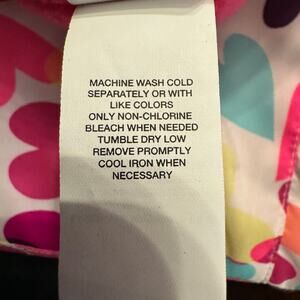 MACHINE WASH COLD
SEPARATELY OR WITH
LIKE COLORS
ONLY NON-CHLORINE
BLEACH WHEN NEEDED
TUMBLE DRY LOW
REMOVE PROMPTLY
COOL IRON WHEN
NECESSARY